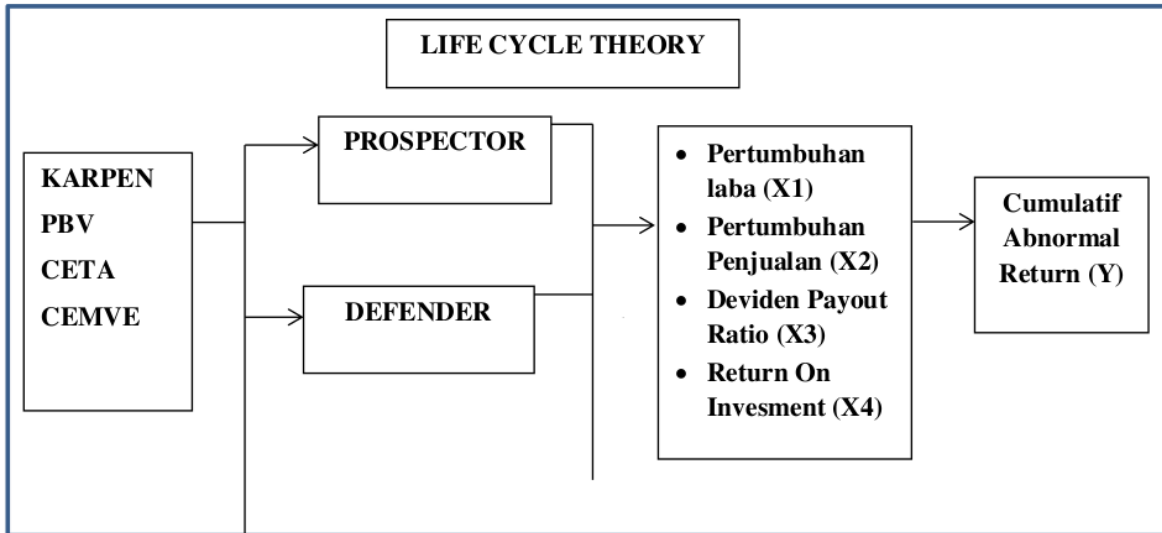 LIFE CYCLE THEORY
KARPEN
PBV
CETA
CEMVE
PROSPECTOR
DEFENDER
• Pertumbuhan
laba (X1)
• Pertumbuhan
Penjualan (X2)
• Deviden Payout
Ratio (X3)
• Return On
Invesment (X4)
Cumulatif
Abnormal
Return (Y)